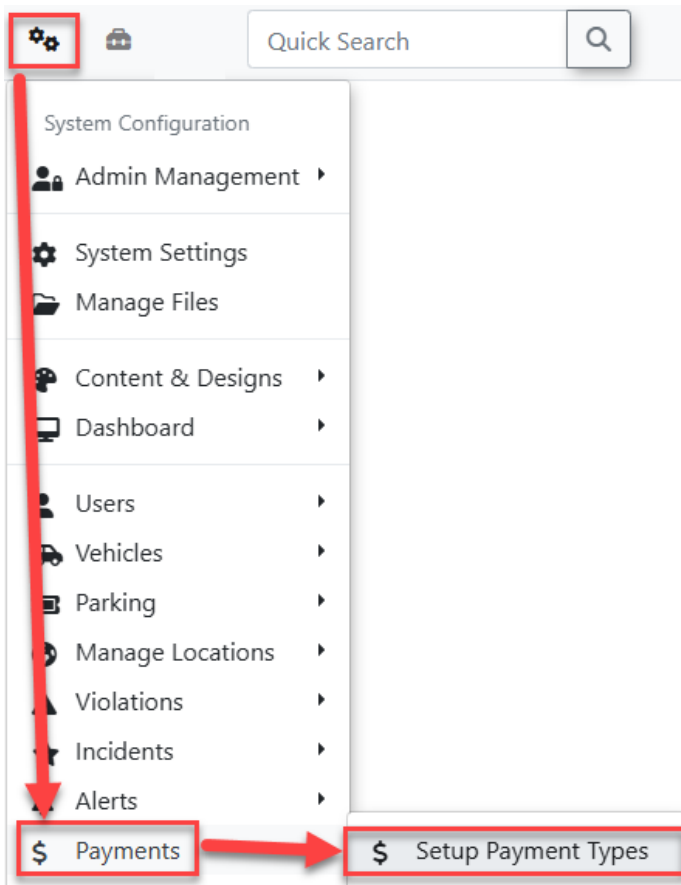 Quick Search
System Configuration
Admin Management
System Settings
Manage Files
Content & Designs
Dashboard
Users
Vehicles
Parking
Manage Locations
Violations
Incidents
Alerts
$ Payments
$ Setup Payment Types